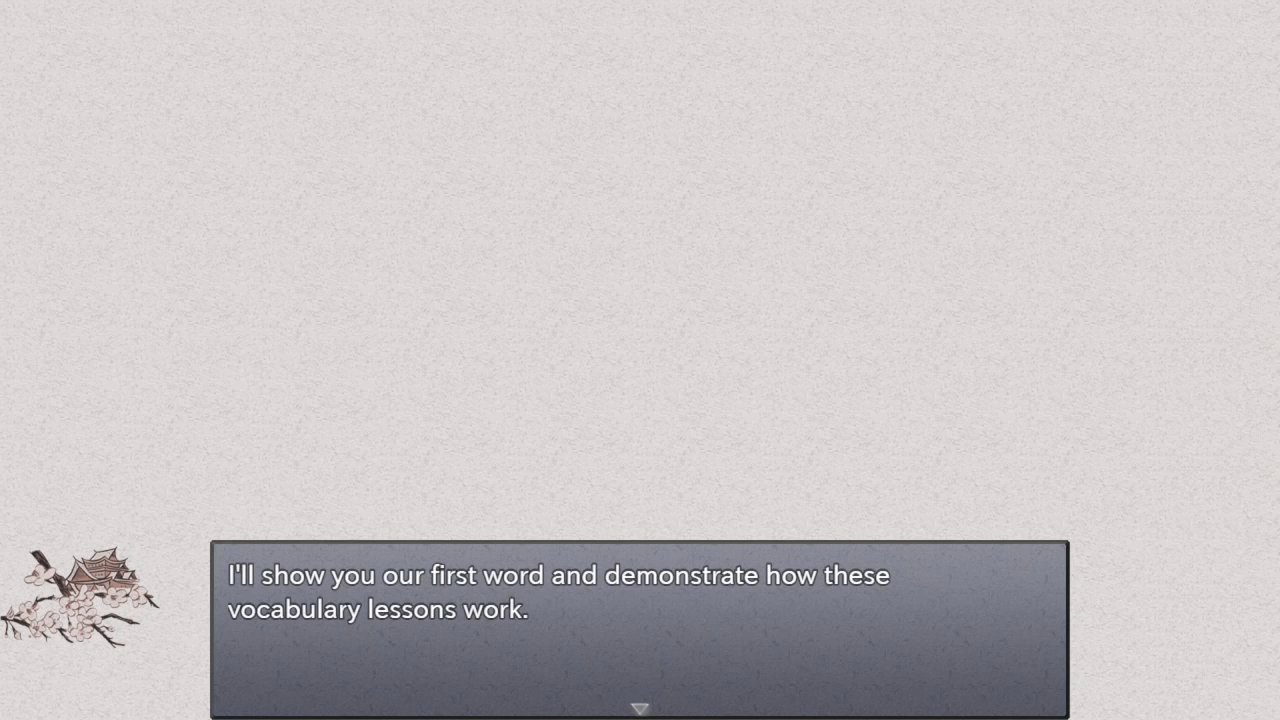 I'll show you our first word and demonstrate how these
vocabulary lessons work.